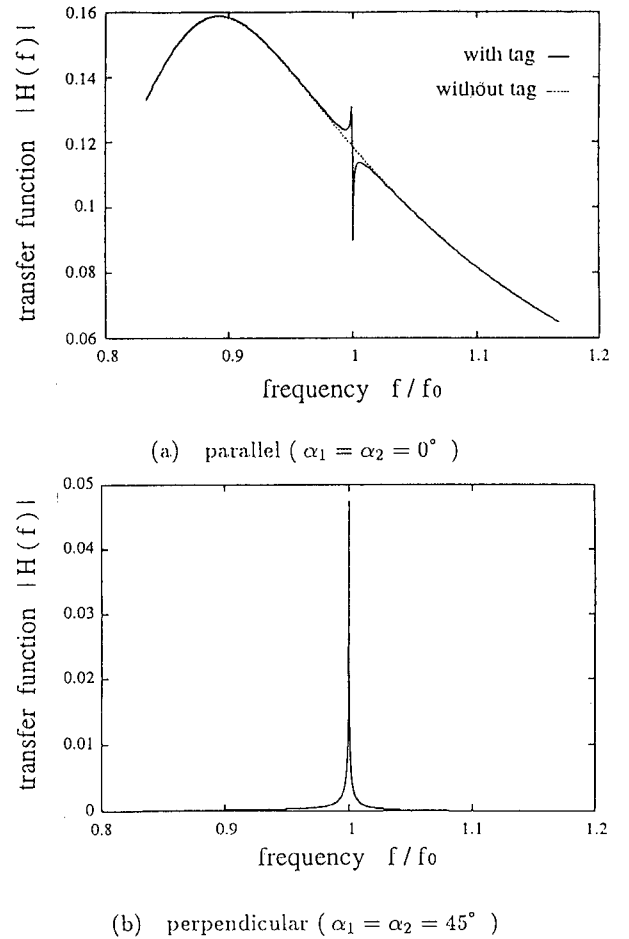 0.16
0.14
0.12
0.1
0.08
0.06
transfer function |H(f)|
with tag
without tag
0.8 0.9 1 1.1 1.2
frequency f / f₀
(a) parallel ( α₁ = α₂ = 0° )
0.05
0.04
0.03
0.02
0.01
0
transfer function |H(f)|
0.8 0.9 1 1.1 1.2
frequency f / f₀
(b) perpendicular ( α₁ = α₂ = 45° )